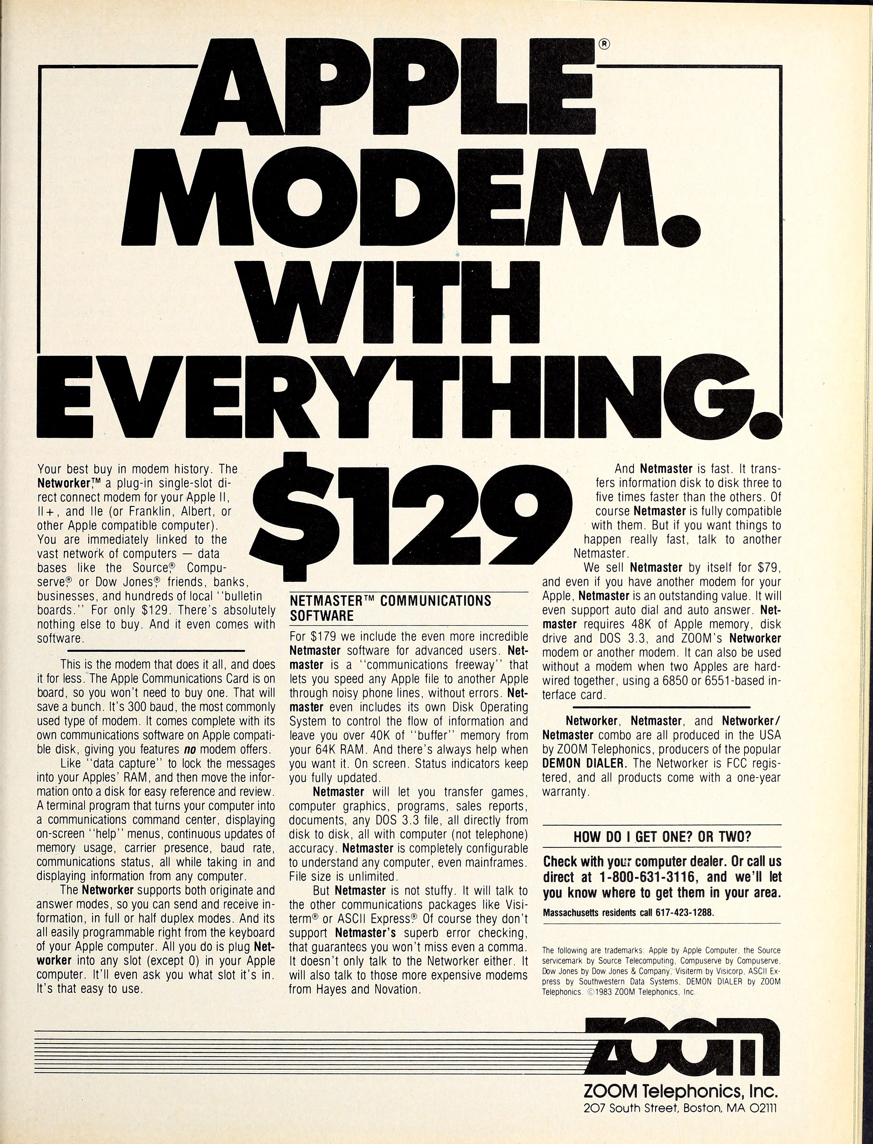 APPLE®
MODEM.
WITH
EVERYTHING.
$129
Your best buy in modem history. The
Networker,™ a plug-in single-slot di-
rect connect modem for your Apple II,
II+, and IIe (or Franklin, Albert, or
other Apple compatible computer).
You are immediately linked to the
vast network of computers — data
bases like the Source,® Compu-
serve,® or Dow Jones,® friends, banks,
businesses, and hundreds of local "bulletin
boards." For only $129. There's absolutely
nothing else to buy. And it even comes with
software.
This is the modem that does it all, and does
it for less. The Apple Communications Card is on
board, so you won't need to buy one. That will
save a bunch. It's 300 baud, the most commonly
used type of modem. It comes complete with its
own communications software on Apple compati-
ble disk, giving you features no modem offers.
Like "data capture" to lock the messages
into your Apples' RAM, and then move the infor-
mation onto a disk for easy reference and review.
A terminal program that turns your computer into
a communications command center, displaying
on-screen "help" menus, continuous updates of
memory usage, carrier presence, baud rate,
communications status, all while taking in and
displaying information from any computer.
The Networker supports both originate and
answer modes, so you can send and receive in-
formation, in full or half duplex modes. And its
all easily programmable right from the keyboard
of your Apple computer. All you do is plug Net-
worker into any slot (except 0) in your Apple
computer. It'll even ask you what slot it's in.
It's that easy to use.
NETMASTER™ COMMUNICATIONS
SOFTWARE
For $179 we include the even more incredible
Netmaster software for advanced users. Net-
master is a "communications freeway" that
lets you speed any Apple file to another Apple
through noisy phone lines, without errors. Net-
master even includes its own Disk Operating
System to control the flow of information and
leave you over 40K of "buffer" memory from
your 64K RAM. And there's always help when
you want it. On screen. Status indicators keep
you fully updated.
Netmaster will let you transfer games,
computer graphics, programs, sales reports,
documents, any DOS 3.3 file, all directly from
disk to disk, all with computer (not telephone)
accuracy. Netmaster is completely configurable
to understand any computer, even mainframes.
File size is unlimited.
But Netmaster is not stuffy. It will talk to
the other communications packages like Visi-
term® or ASCII Express.® Of course they don't
support Netmaster's superb error checking,
that guarantees you won't miss even a comma.
It doesn't only talk to the Networker either. It
will also talk to those more expensive modems
from Hayes and Novation.
And Netmaster is fast. It trans-
fers information disk to disk three to
five times faster than the others. Of
course Netmaster is fully compatible
with them. But if you want things to
happen really fast, talk to another
Netmaster.
We sell Netmaster by itself for $79,
and even if you have another modem for your
Apple, Netmaster is an outstanding value. It will
even support auto dial and auto answer. Net-
master requires 48K of Apple memory, disk
drive and DOS 3.3, and ZOOM's Networker
modem or another modem. It can also be used
without a modem when two Apples are hard-
wired together, using a 6850 or 6551-based in-
terface card.
Networker, Netmaster, and Networker/
Netmaster combo are all produced in the USA
by ZOOM Telephonics, producers of the popular
DEMON DIALER. The Networker is FCC regis-
tered, and all products come with a one-year
warranty.
HOW DO I GET ONE? OR TWO?
Check with your computer dealer. Or call us
direct at 1-800-631-3116, and we'll let
you know where to get them in your area.
Massachusetts residents call 617-423-1288.
The following are trademarks: Apple by Apple Computer, the Source
servicemark by Source Telecomputing, Compuserve by Compuserve,
Dow Jones by Dow Jones & Company, Visiterm by Visicorp, ASCII Ex-
press by Southwestern Data Systems, DEMON DIALER by ZOOM
Telephonics. ©1983 ZOOM Telephonics, Inc.
ZOOM
ZOOM Telephonics, Inc.
207 South Street, Boston, MA 02111